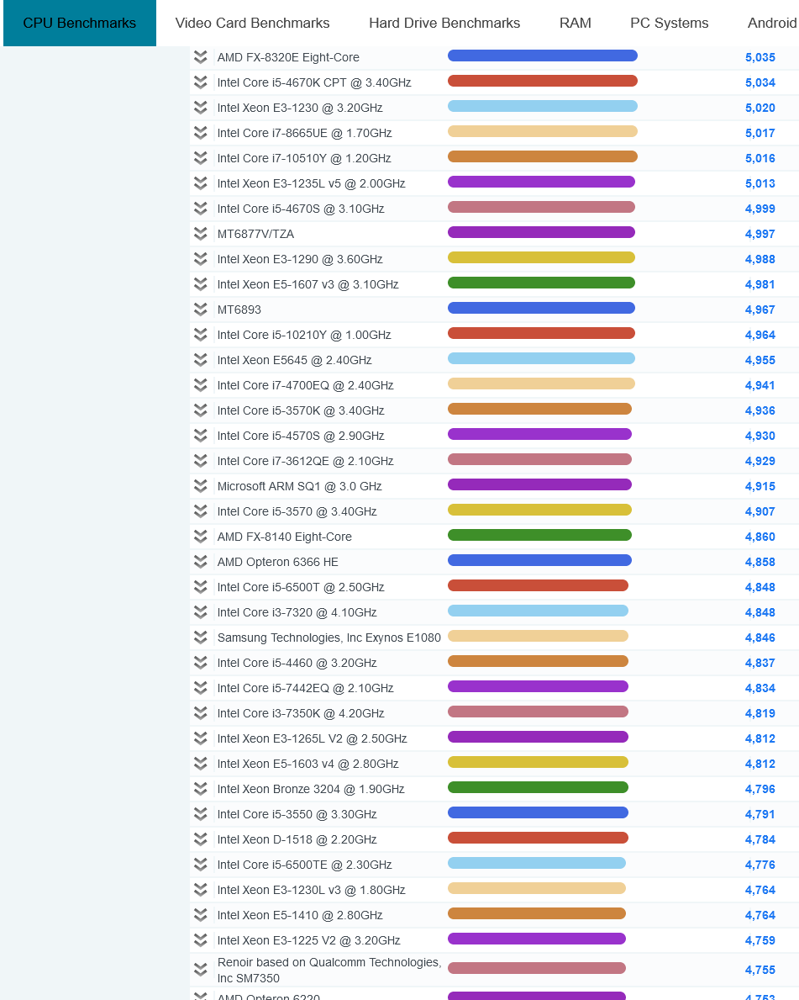 CPU Benchmarks Video Card Benchmarks Hard Drive Benchmarks RAM PC Systems Android
AMD FX-8320E Eight-Core 5,035
Intel Core i5-4670K CPT @ 3.40GHz 5,034
Intel Xeon E3-1230 @ 3.20GHz 5,020
Intel Core i7-8665UE @ 1.70GHz 5,017
Intel Core i7-10510Y @ 1.20GHz 5,016
Intel Xeon E3-1235L v5 @ 2.00GHz 5,013
Intel Core i5-4670S @ 3.10GHz 4,999
MT6877V/TZA 4,997
Intel Xeon E3-1290 @ 3.60GHz 4,988
Intel Xeon E5-1607 v3 @ 3.10GHz 4,981
MT6893 4,967
Intel Core i5-10210Y @ 1.00GHz 4,964
Intel Xeon E5645 @ 2.40GHz 4,955
Intel Core i7-4700EQ @ 2.40GHz 4,941
Intel Core i5-3570K @ 3.40GHz 4,936
Intel Core i5-4570S @ 2.90GHz 4,930
Intel Core i7-3612QE @ 2.10GHz 4,929
Microsoft ARM SQ1 @ 3.0 GHz 4,915
Intel Core i5-3570 @ 3.40GHz 4,907
AMD FX-8140 Eight-Core 4,860
AMD Opteron 6366 HE 4,858
Intel Core i5-6500T @ 2.50GHz 4,848
Intel Core i3-7320 @ 4.10GHz 4,848
Samsung Technologies, Inc Exynos E1080 4,846
Intel Core i5-4460 @ 3.20GHz 4,837
Intel Core i5-7442EQ @ 2.10GHz 4,834
Intel Core i3-7350K @ 4.20GHz 4,819
Intel Xeon E3-1265L V2 @ 2.50GHz 4,812
Intel Xeon E5-1603 v4 @ 2.80GHz 4,812
Intel Xeon Bronze 3204 @ 1.90GHz 4,796
Intel Core i5-3550 @ 3.30GHz 4,791
Intel Xeon D-1518 @ 2.20GHz 4,784
Intel Core i5-6500TE @ 2.30GHz 4,776
Intel Xeon E3-1230L v3 @ 1.80GHz 4,764
Intel Xeon E5-1410 @ 2.80GHz 4,764
Intel Xeon E3-1225 V2 @ 3.20GHz 4,759
Renoir based on Qualcomm Technologies,
Inc SM7350 4,755
AMD Opteron 6220 4,753